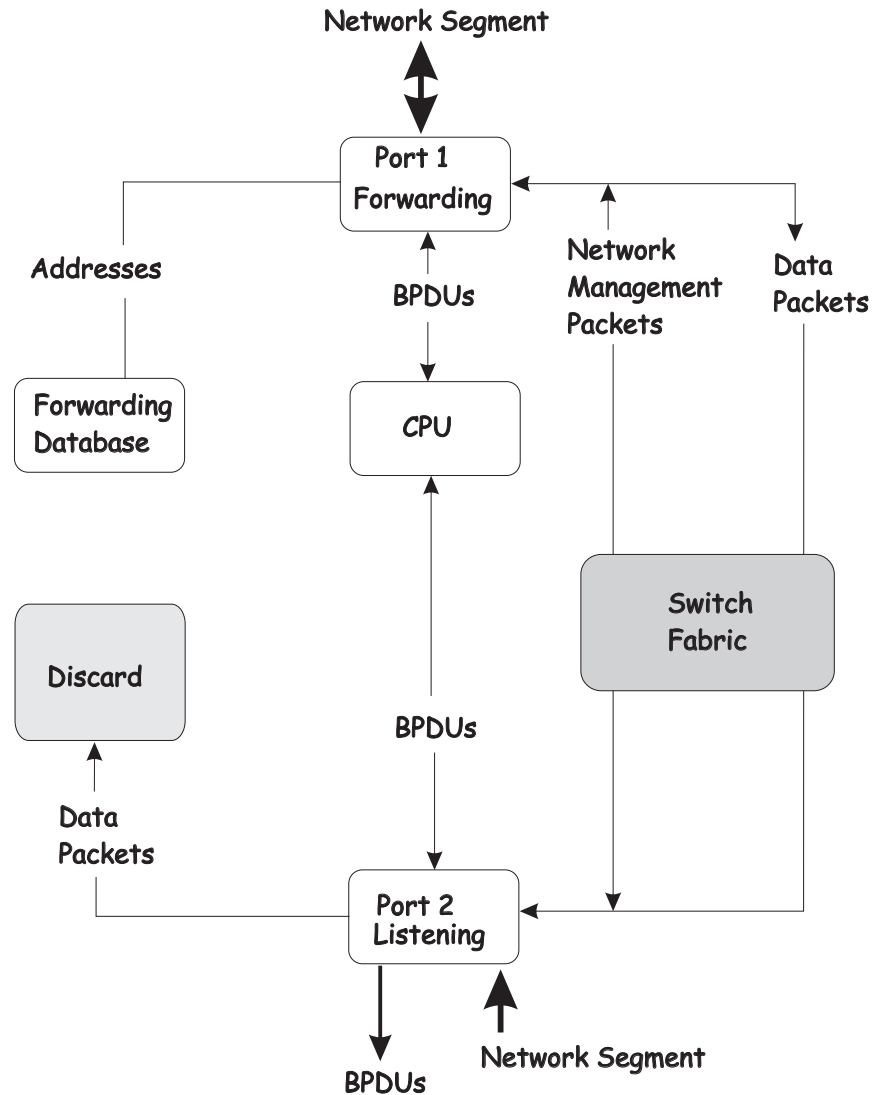 Network Segment
Port 1
Forwarding
Addresses
BPDUs
Network
Management
Packets
Data
Packets
Forwarding
Database
CPU
Switch
Fabric
Discard
BPDUs
Data
Packets
Port 2
Listening
Network Segment
BPDUs